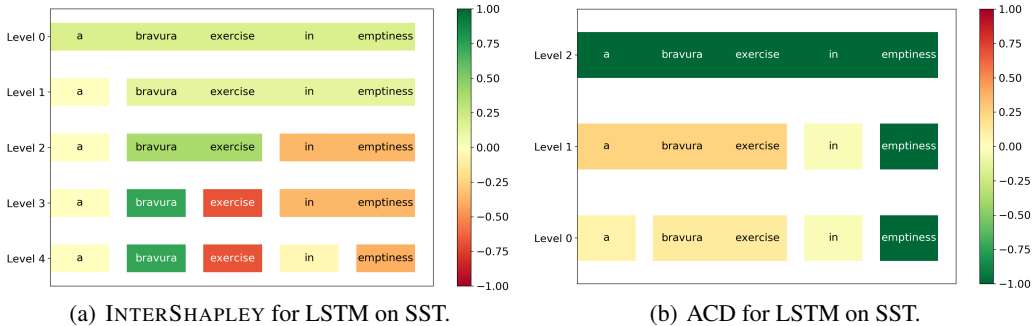 Level 0 a bravura exercise in emptiness
Level 1 a bravura exercise in emptiness
Level 2 a bravura exercise in emptiness
Level 3 a bravura exercise in emptiness
Level 4 a bravura exercise in emptiness
1.00
0.75
0.50
0.25
0.00
−0.25
−0.50
−0.75
−1.00
(a) INTERSHAPLEY for LSTM on SST.
Level 2 a bravura exercise in emptiness
Level 1 a bravura exercise in emptiness
Level 0 a bravura exercise in emptiness
1.00
0.75
0.50
0.25
0.00
−0.25
−0.50
−0.75
−1.00
(b) ACD for LSTM on SST.